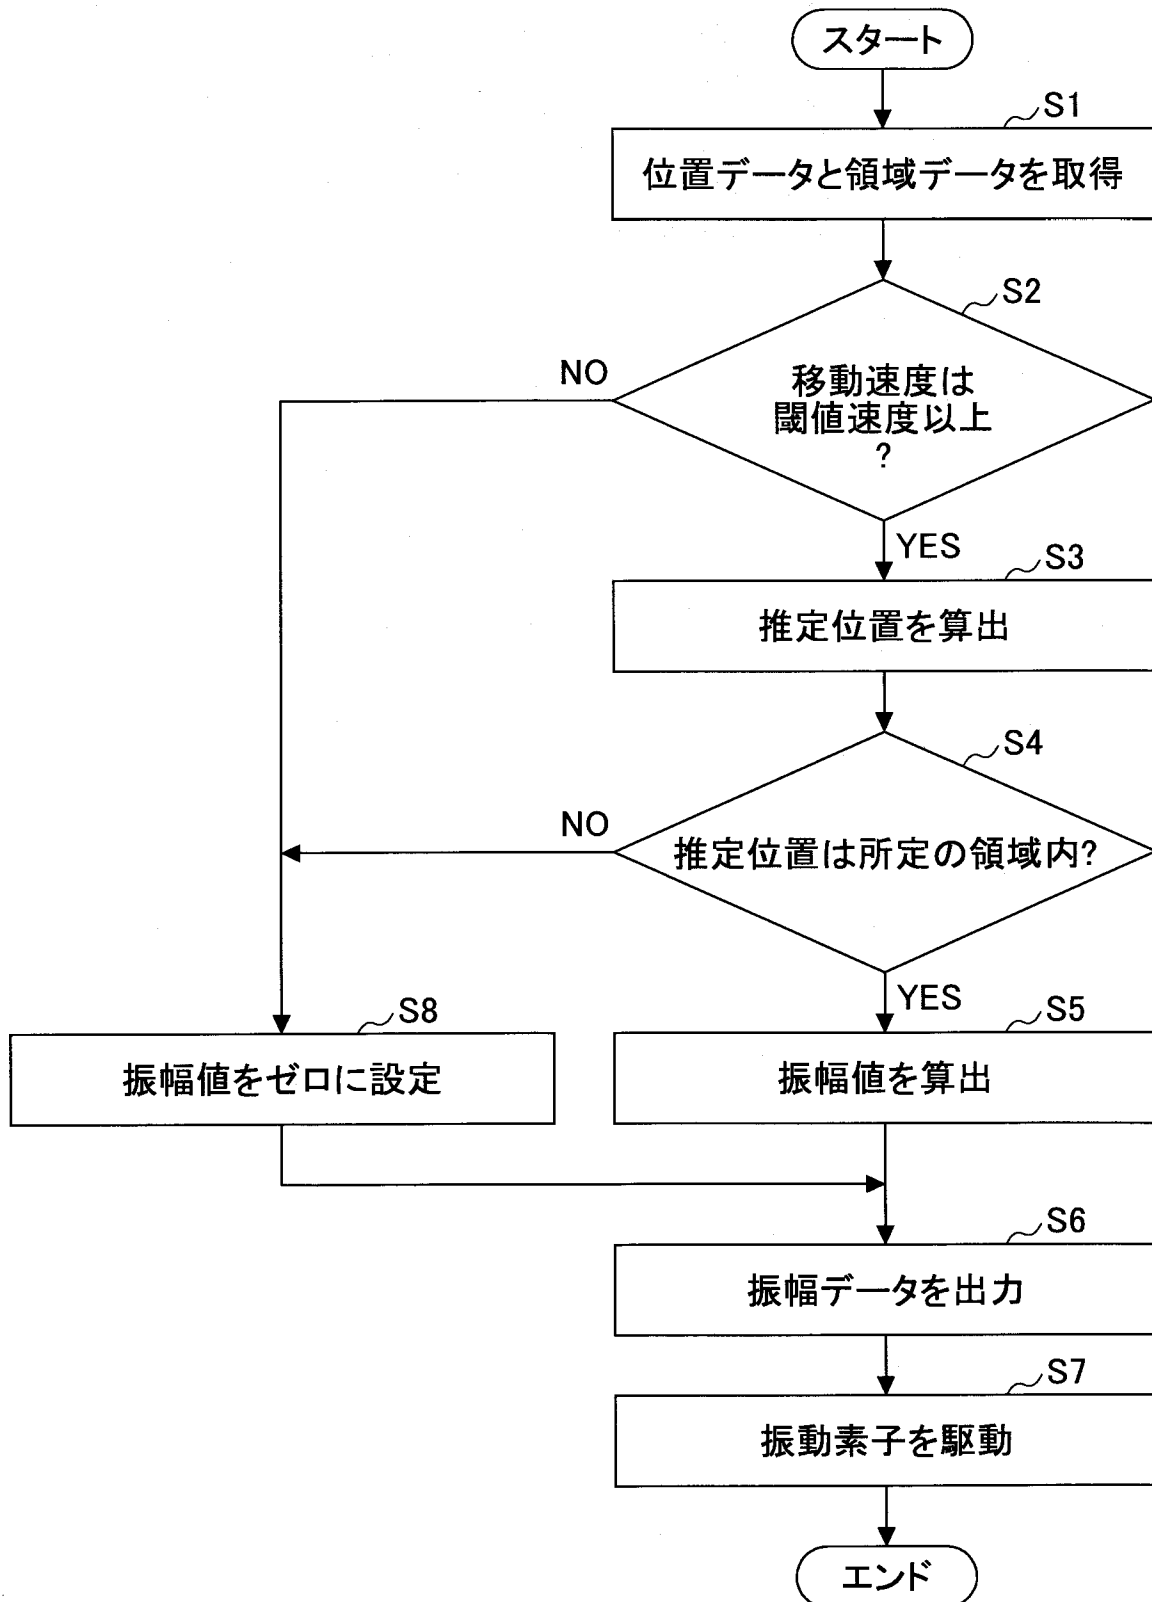 スタート
S1
位置データと領域データを取得
S2
移動速度は
閾値速度以上
?
NO
YES
S3
推定位置を算出
S4
推定位置は所定の領域内?
NO
YES
S8
振幅値をゼロに設定
S5
振幅値を算出
S6
振幅データを出力
S7
振動素子を駆動
エンド